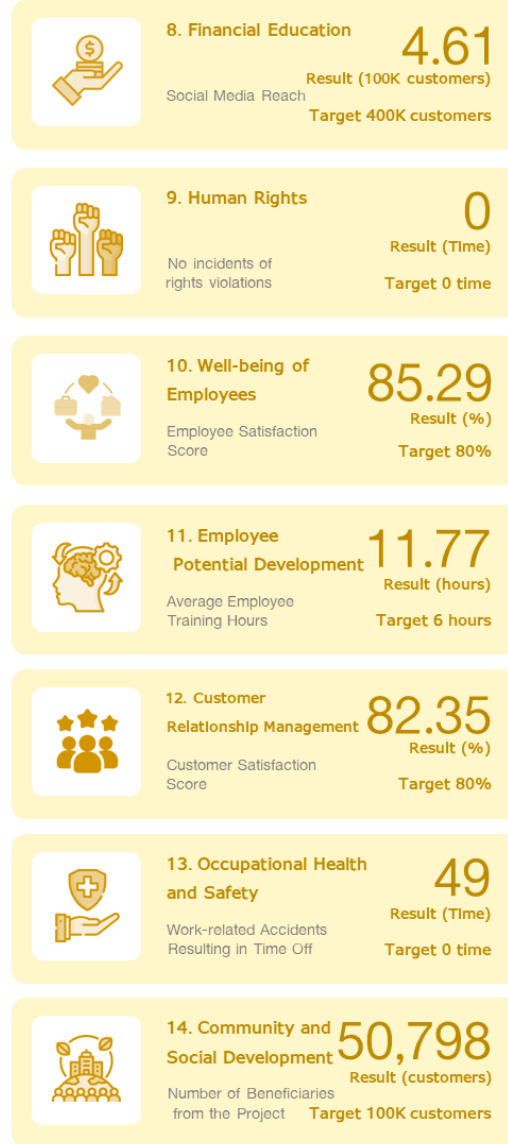 8. Financial Education
4.61
Result (100K customers)
Social Media Reach
Target 400K customers
9. Human Rights
0
Result (Time)
No incidents of
rights violations
Target 0 time
10. Well-being of
Employees
85.29
Result (%)
Employee Satisfaction
Score
Target 80%
11. Employee
Potential Development
11.77
Result (hours)
Average Employee
Training Hours
Target 6 hours
12. Customer
Relationship Management
82.35
Result (%)
Customer Satisfaction
Score
Target 80%
13. Occupational Health
and Safety
49
Result (Time)
Work-related Accidents
Resulting in Time Off
Target 0 time
14. Community and
Social Development
50,798
Result (customers)
Number of Beneficiaries
from the Project
Target 100K customers